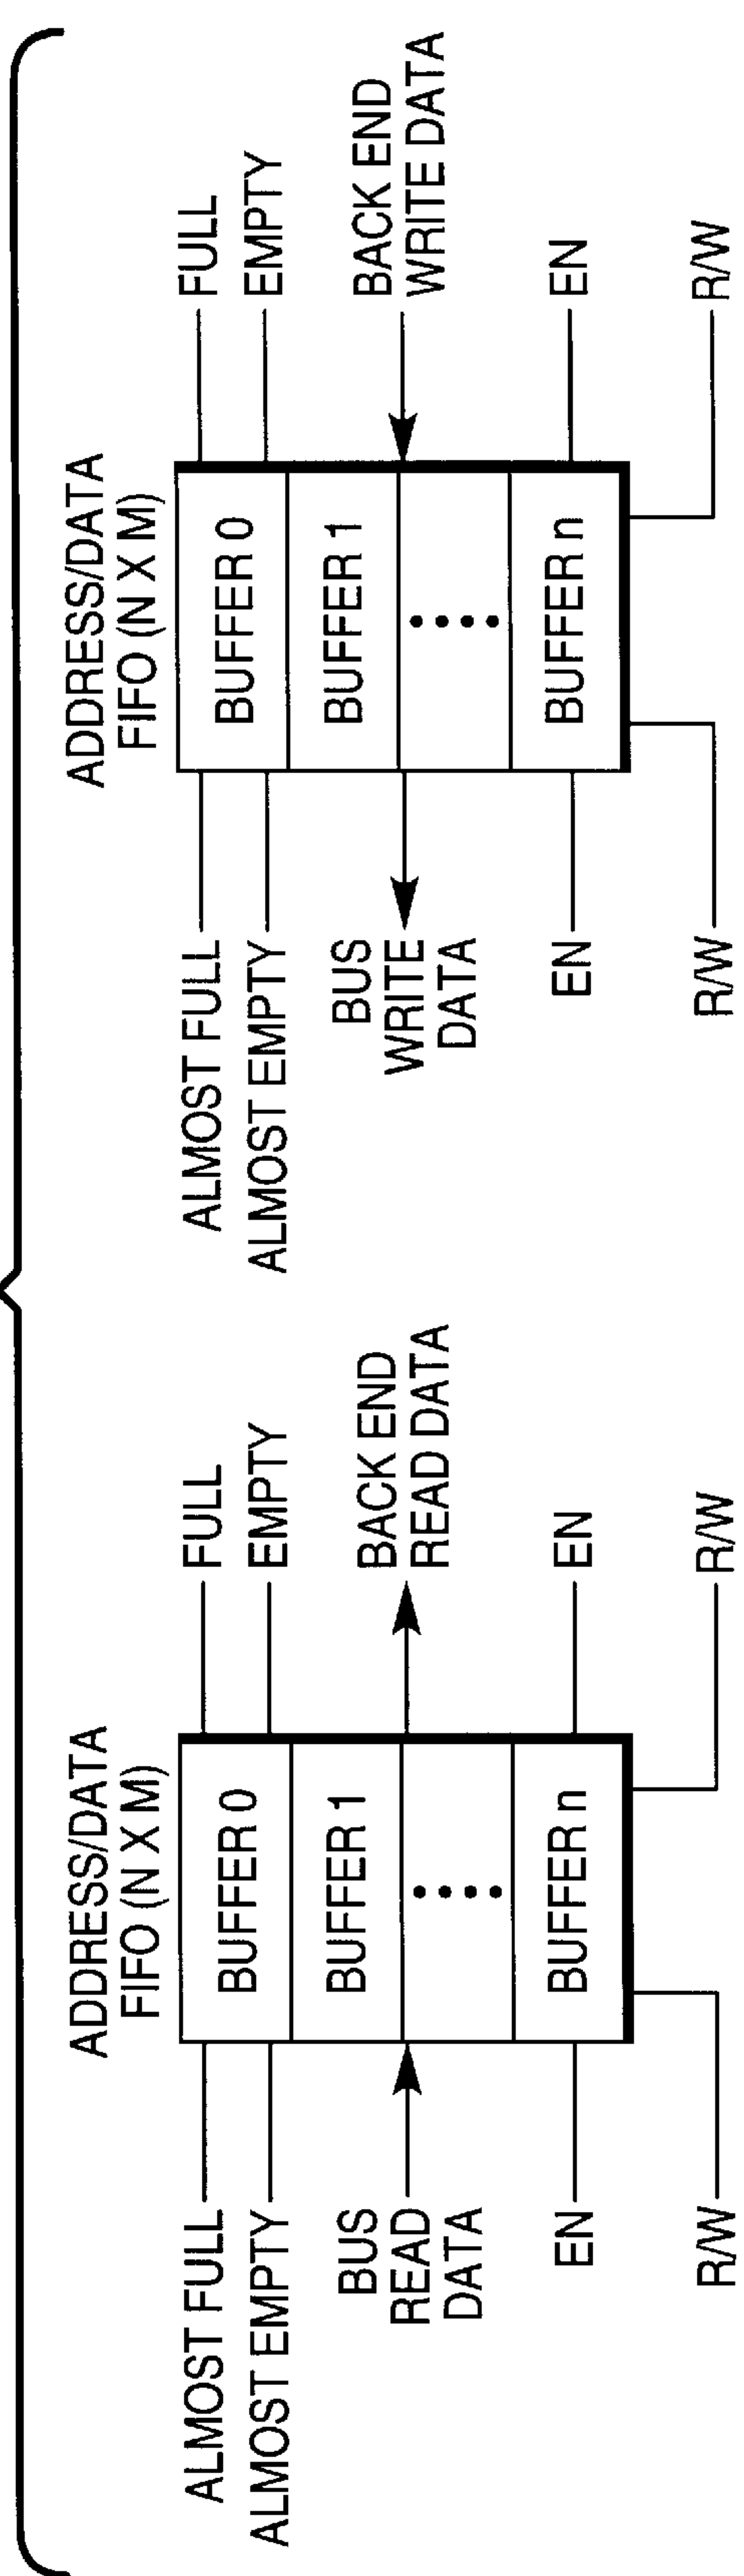 ADDRESS/DATA
FIFO (N X M)
ALMOST FULL
ALMOST EMPTY
BUS
READ
DATA
EN
R/W
BUFFER 0
BUFFER 1
BUFFER n
FULL
EMPTY
BACK END
READ DATA
EN
R/W
ADDRESS/DATA
FIFO (N X M)
ALMOST FULL
ALMOST EMPTY
BUS
WRITE
DATA
EN
R/W
BUFFER 0
BUFFER 1
BUFFER n
FULL
EMPTY
BACK END
WRITE DATA
EN
R/W